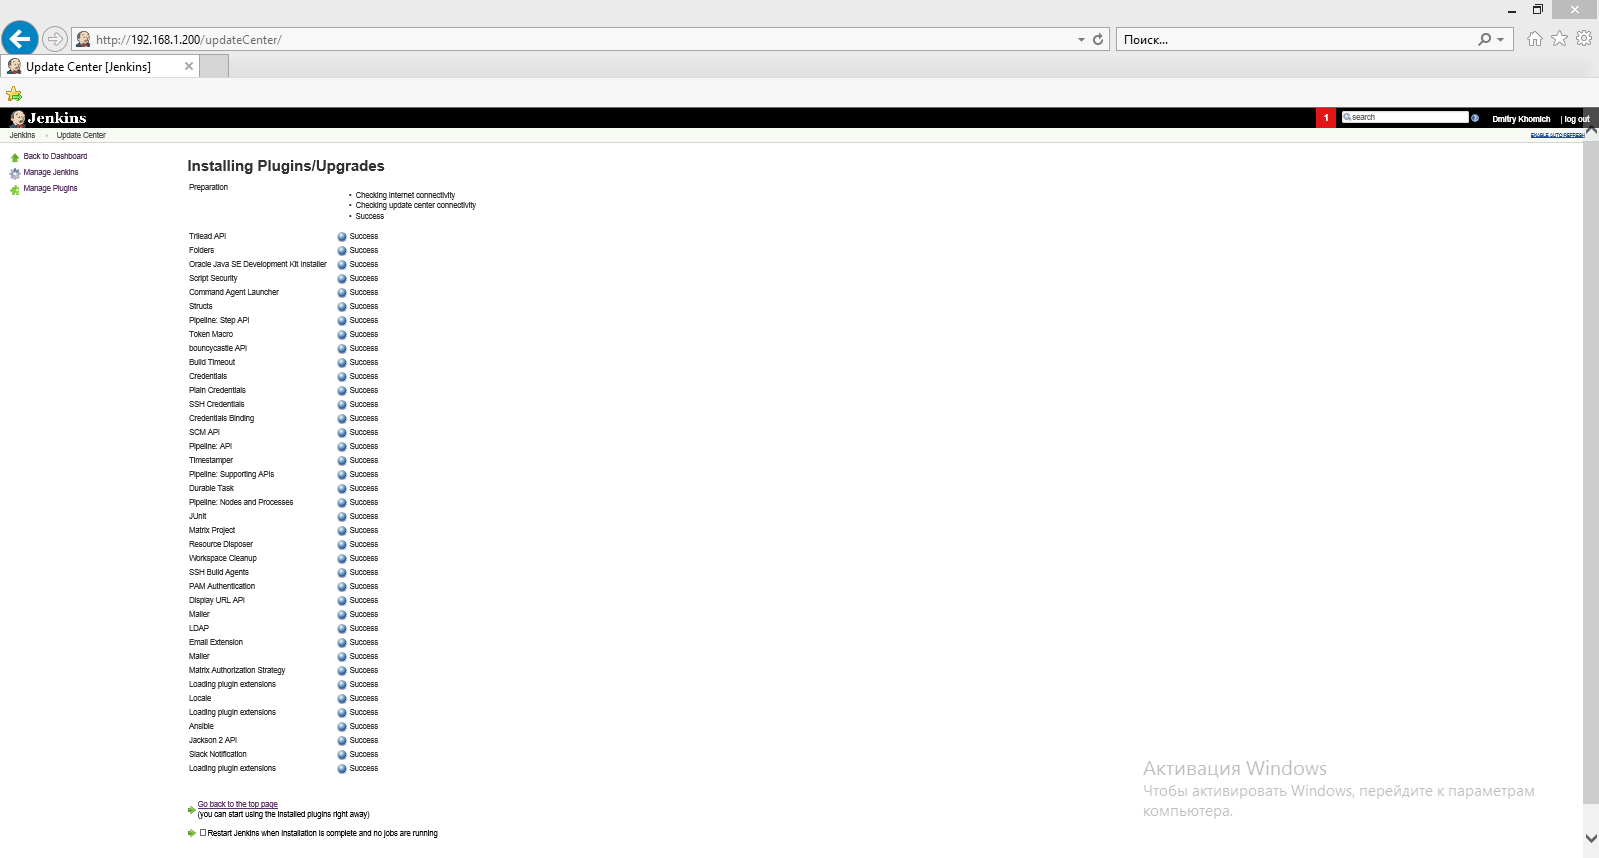 http://192.168.1.200/updateCenter/
Поиск...
Update Center [Jenkins]
Jenkins
1
search
Dmitry Khomich
| log out
Jenkins
Update Center
ENABLE AUTO REFRESH
Back to Dashboard
Manage Jenkins
Manage Plugins
Installing Plugins/Upgrades
Preparation
• Checking internet connectivity
• Checking update center connectivity
• Success
Trilead API Success
Folders Success
Oracle Java SE Development Kit Installer Success
Script Security Success
Command Agent Launcher Success
Structs Success
Pipeline: Step API Success
Token Macro Success
bouncycastle API Success
Build Timeout Success
Credentials Success
Plain Credentials Success
SSH Credentials Success
Credentials Binding Success
SCM API Success
Pipeline: API Success
Timestamper Success
Pipeline: Supporting APIs Success
Durable Task Success
Pipeline: Nodes and Processes Success
JUnit Success
Matrix Project Success
Resource Disposer Success
Workspace Cleanup Success
SSH Build Agents Success
PAM Authentication Success
Display URL API Success
Mailer Success
LDAP Success
Email Extension Success
Mailer Success
Matrix Authorization Strategy Success
Loading plugin extensions Success
Locale Success
Loading plugin extensions Success
Ansible Success
Jackson 2 API Success
Slack Notification Success
Loading plugin extensions Success
Go back to the top page
(you can start using the installed plugins right away)
Restart Jenkins when installation is complete and no jobs are running
Активация Windows
Чтобы активировать Windows, перейдите к параметрам
компьютера.